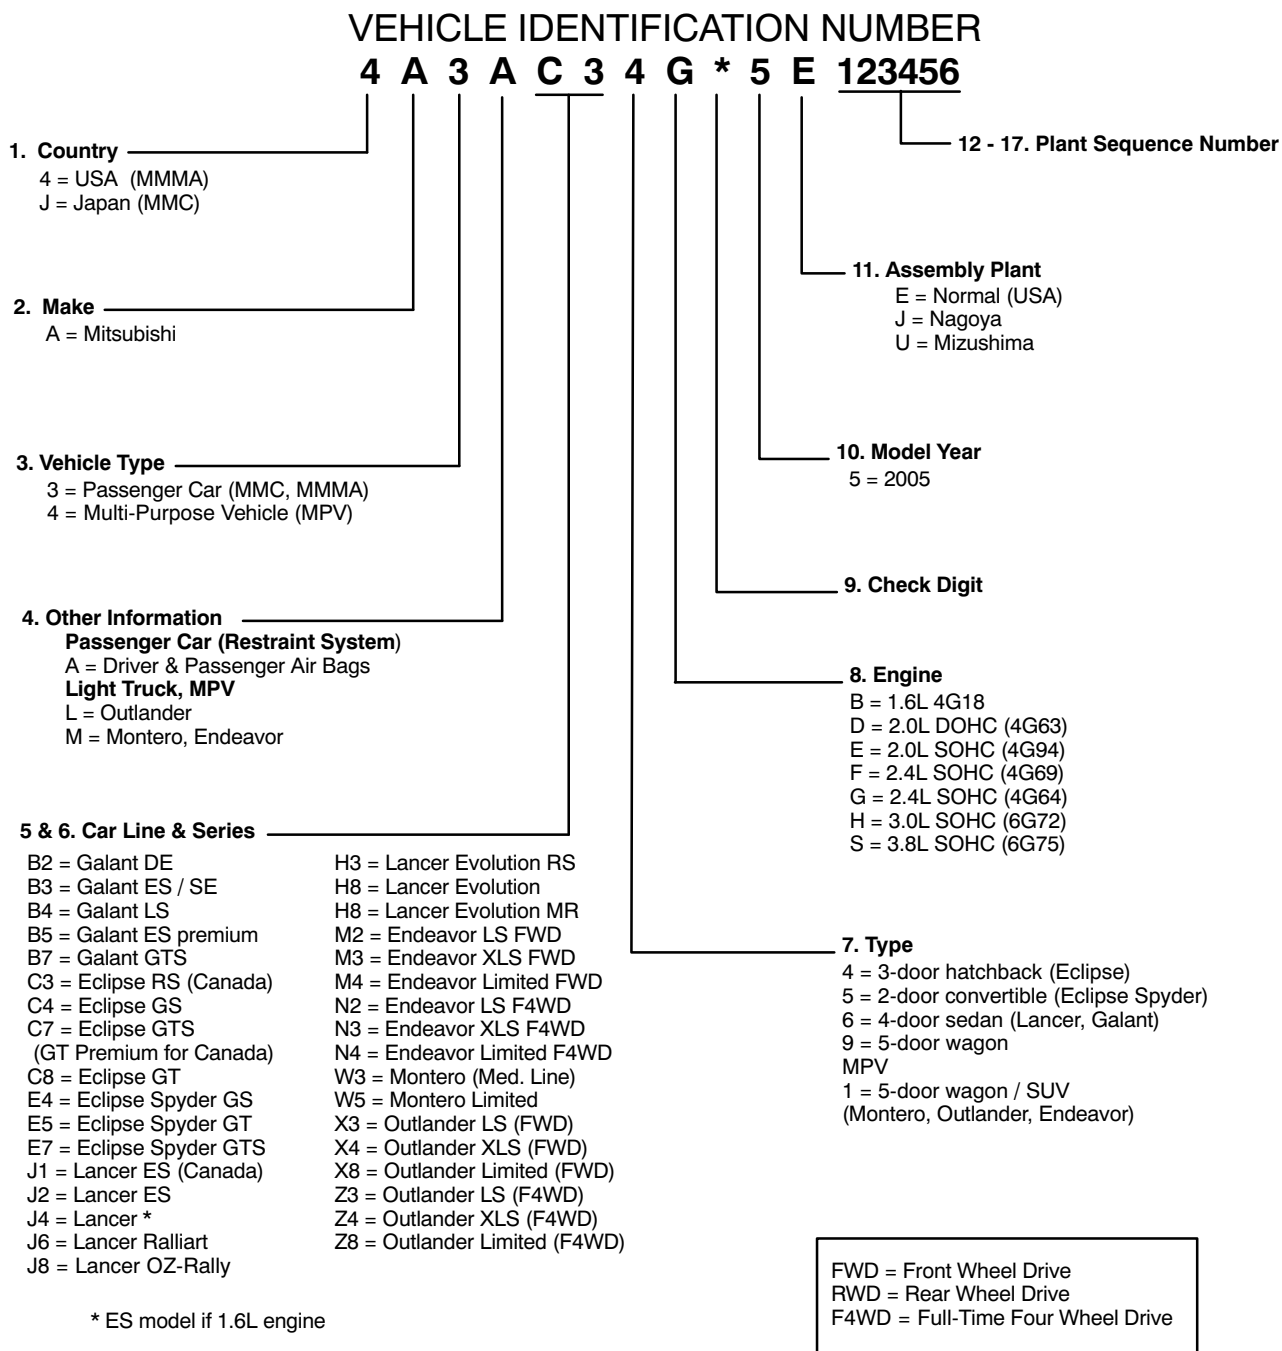 VEHICLE IDENTIFICATION NUMBER
4 A 3 A C 3 4 G * 5 E 123456
1. Country
4 = USA (MMMA)
J = Japan (MMC)
2. Make
A = Mitsubishi
3. Vehicle Type
3 = Passenger Car (MMC, MMMA)
4 = Multi-Purpose Vehicle (MPV)
4. Other Information
Passenger Car (Restraint System)
A = Driver & Passenger Air Bags
Light Truck, MPV
L = Outlander
M = Montero, Endeavor
5 & 6. Car Line & Series
B2 = Galant DE
B3 = Galant ES / SE
B4 = Galant LS
B5 = Galant ES premium
B7 = Galant GTS
C3 = Eclipse RS (Canada)
C4 = Eclipse GS
C7 = Eclipse GTS
(GT Premium for Canada)
C8 = Eclipse GT
E4 = Eclipse Spyder GS
E5 = Eclipse Spyder GT
E7 = Eclipse Spyder GTS
J1 = Lancer ES (Canada)
J2 = Lancer ES
J4 = Lancer *
J6 = Lancer Ralliart
J8 = Lancer OZ-Rally
H3 = Lancer Evolution RS
H8 = Lancer Evolution
H8 = Lancer Evolution MR
M2 = Endeavor LS FWD
M3 = Endeavor XLS FWD
M4 = Endeavor Limited FWD
N2 = Endeavor LS F4WD
N3 = Endeavor XLS F4WD
N4 = Endeavor Limited F4WD
W3 = Montero (Med. Line)
W5 = Montero Limited
X3 = Outlander LS (FWD)
X4 = Outlander XLS (FWD)
X8 = Outlander Limited (FWD)
Z3 = Outlander LS (F4WD)
Z4 = Outlander XLS (F4WD)
Z8 = Outlander Limited (F4WD)
* ES model if 1.6L engine
12 - 17. Plant Sequence Number
11. Assembly Plant
E = Normal (USA)
J = Nagoya
U = Mizushima
10. Model Year
5 = 2005
9. Check Digit
8. Engine
B = 1.6L 4G18
D = 2.0L DOHC (4G63)
E = 2.0L SOHC (4G94)
F = 2.4L SOHC (4G69)
G = 2.4L SOHC (4G64)
H = 3.0L SOHC (6G72)
S = 3.8L SOHC (6G75)
7. Type
4 = 3-door hatchback (Eclipse)
5 = 2-door convertible (Eclipse Spyder)
6 = 4-door sedan (Lancer, Galant)
9 = 5-door wagon
MPV
1 = 5-door wagon / SUV
(Montero, Outlander, Endeavor)
FWD = Front Wheel Drive
RWD = Rear Wheel Drive
F4WD = Full-Time Four Wheel Drive